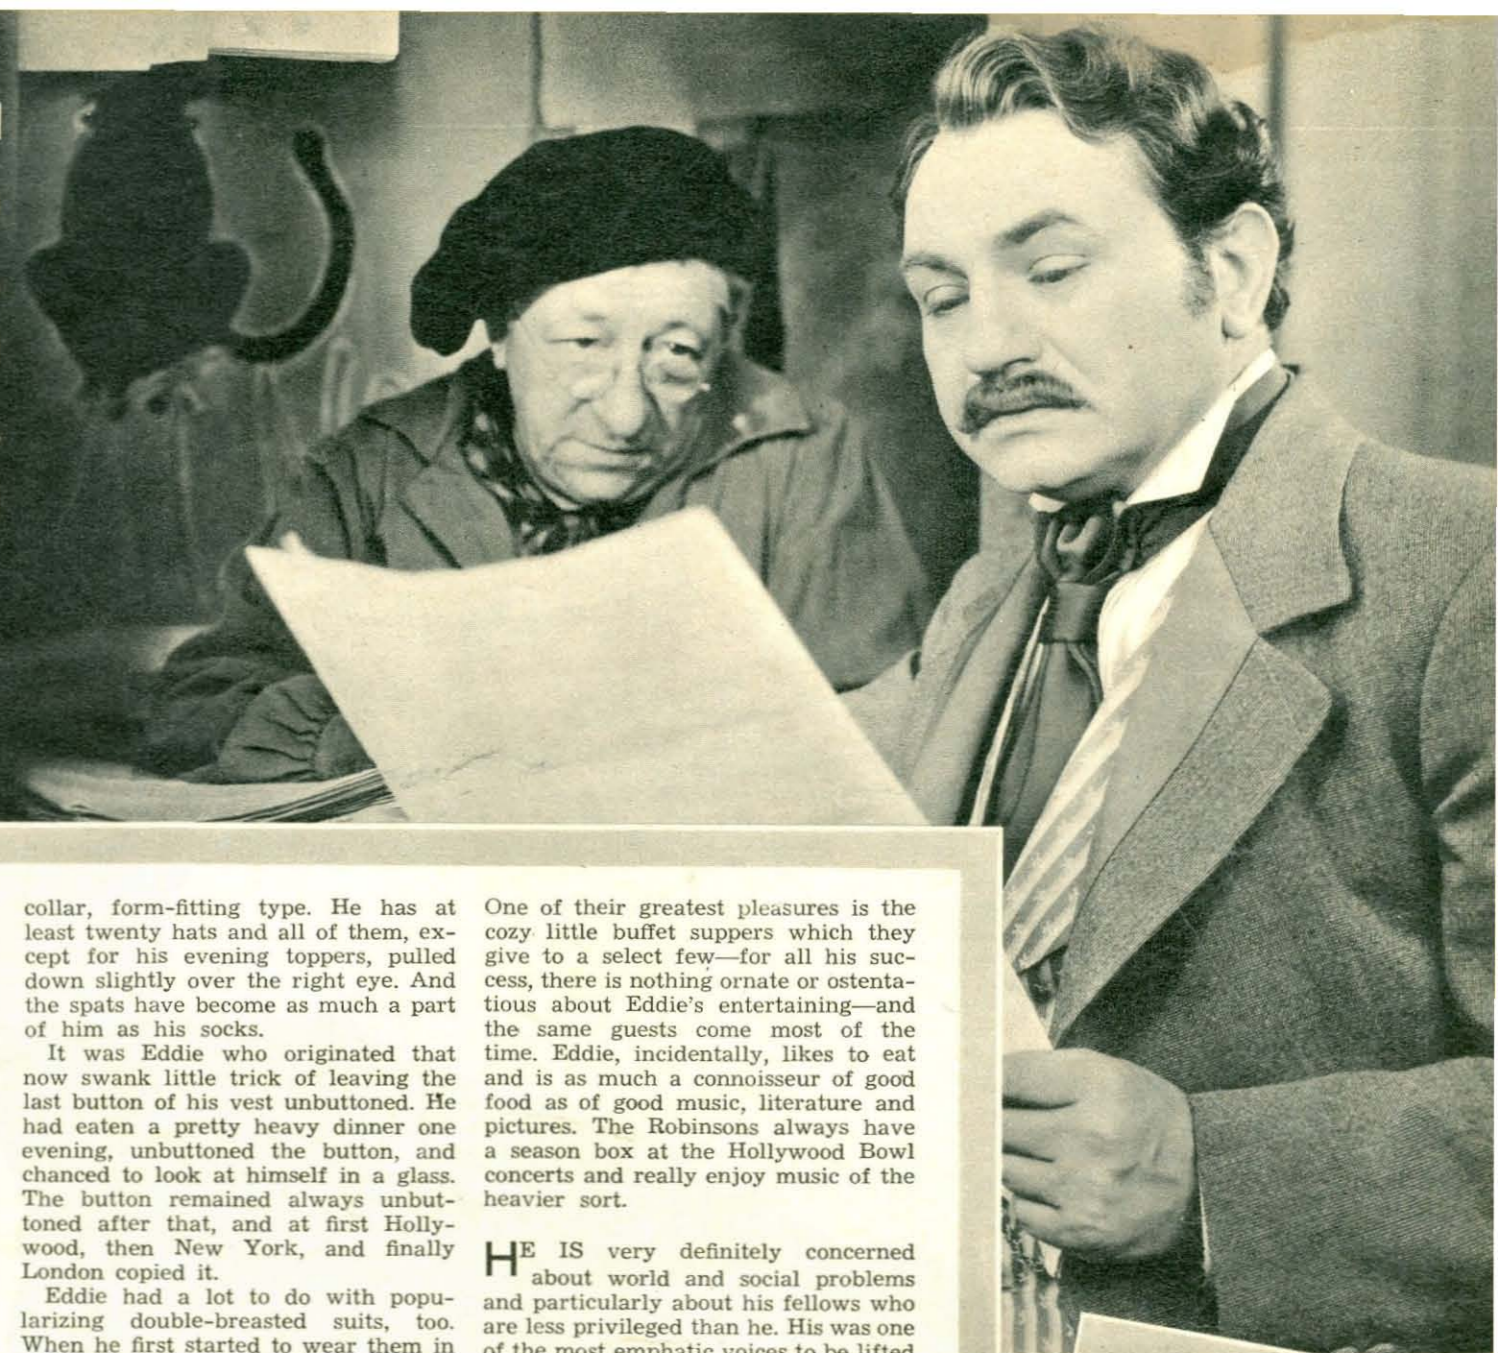 collar, form-fitting type. He has at
least twenty hats and all of them, ex-
cept for his evening toppers, pulled
down slightly over the right eye. And
the spats have become as much a part
of him as his socks.
It was Eddie who originated that
now swank little trick of leaving the
last button of his vest unbuttoned. He
had eaten a pretty heavy dinner one
evening, unbuttoned the button, and
chanced to look at himself in a glass.
The button remained always unbut-
toned after that, and at first Holly-
wood, then New York, and finally
London copied it.
Eddie had a lot to do with popu-
larizing double-breasted suits, too.
When he first started to wear them in
One of their greatest pleasures is the
cozy little buffet suppers which they
give to a select few—for all his suc-
cess, there is nothing ornate or ostenta-
tious about Eddie's entertaining—and
the same guests come most of the
time. Eddie, incidentally, likes to eat
and is as much a connoisseur of good
food as of good music, literature and
pictures. The Robinsons always have
a season box at the Hollywood Bowl
concerts and really enjoy music of the
heavier sort.
HE IS very definitely concerned
about world and social problems
and particularly about his fellows who
are less privileged than he. His was one
of the most emphatic voices to be lifted